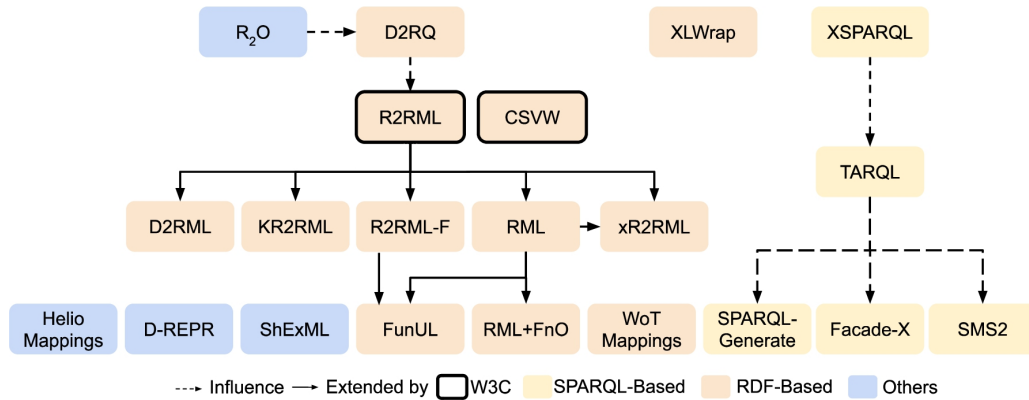 R₂O
D2RQ
XLWrap
XSPARQL
R2RML
CSVW
TARQL
D2RML
KR2RML
R2RML-F
RML
xR2RML
Helio
Mappings
D-REPR
ShExML
FunUL
RML+FnO
WoT
Mappings
SPARQL-
Generate
Facade-X
SMS2
Influence
Extended by
W3C
SPARQL-Based
RDF-Based
Others